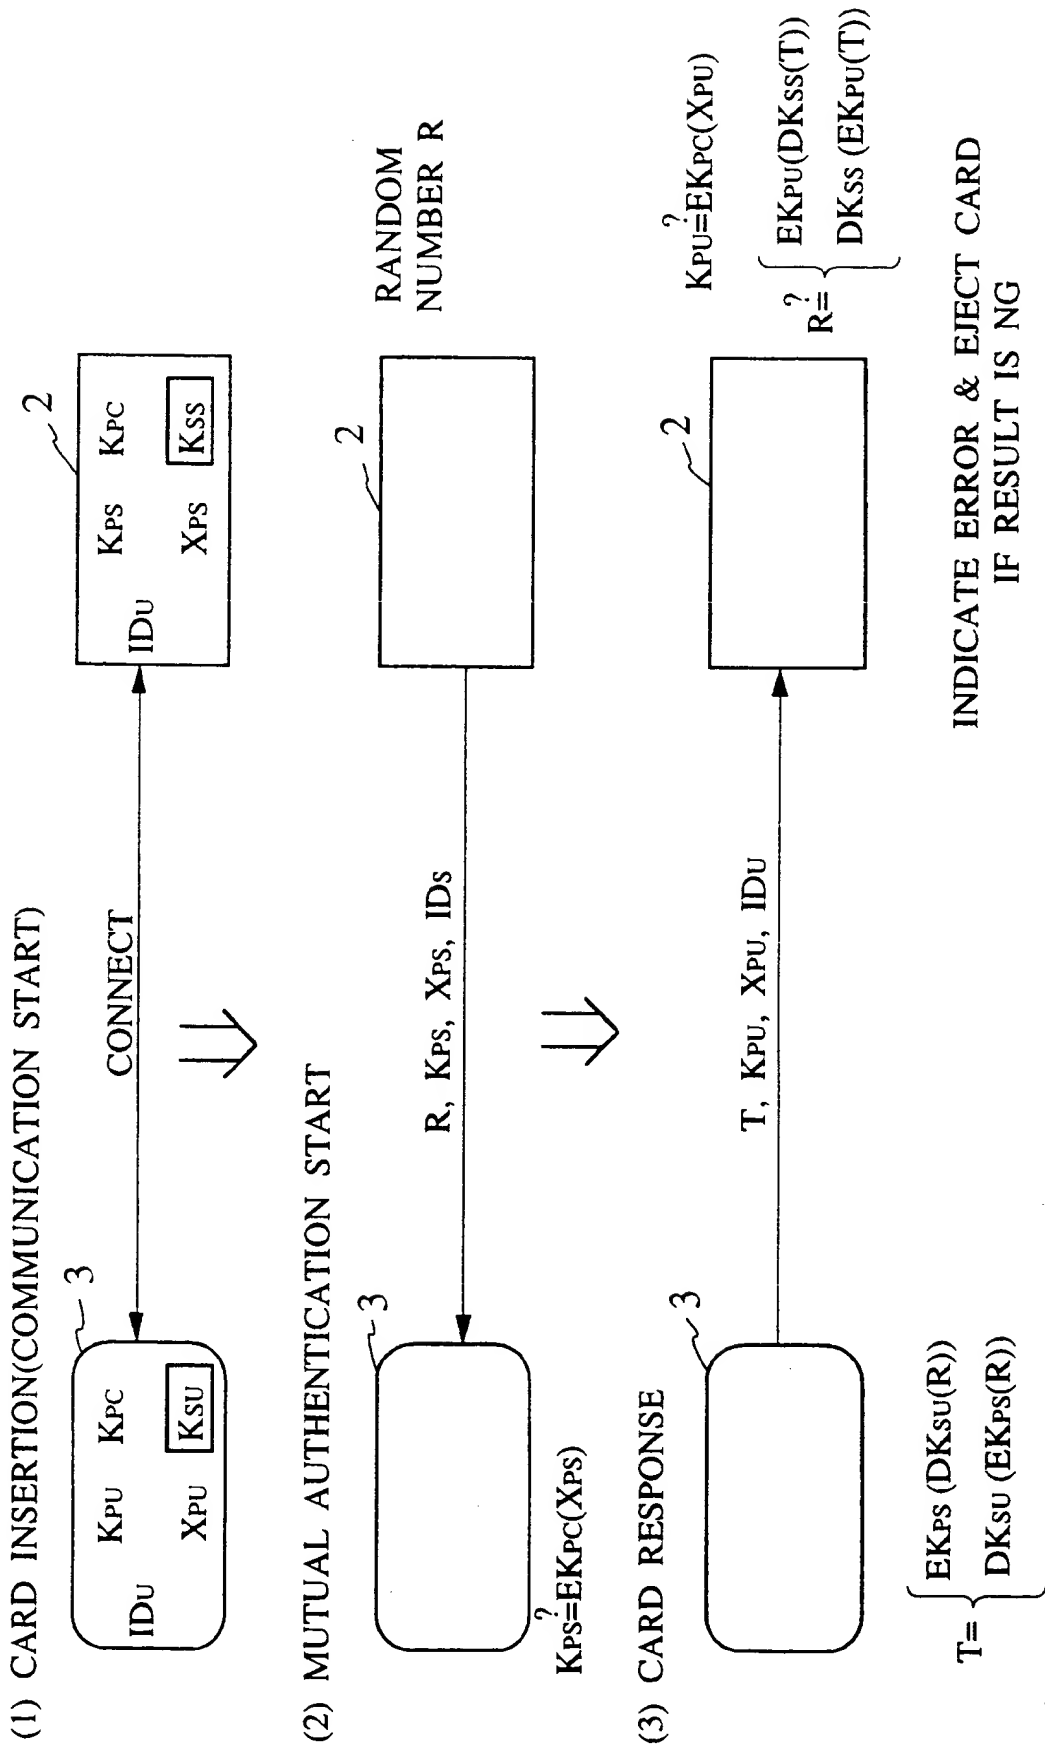 (1) CARD INSERTION(COMMUNICATION START)
3
IDU
KPU
KPC
XPU
KSU
CONNECT
2
IDU
KPS
KPC
XPS
KSS
(2) MUTUAL AUTHENTICATION START
3
KPS?=EKPC(XPS)
R, KPS, XPS, IDS
2
RANDOM
NUMBER R
(3) CARD RESPONSE
3
T=
EKPS (DKSU(R))
DKSU (EKPS(R))
T, KPU, XPU, IDU
2
KPU?=EKPC(XPU)
R?=
EKPU(DKSS(T))
DKSS (EKPU(T))
INDICATE ERROR & EJECT CARD
IF RESULT IS NG